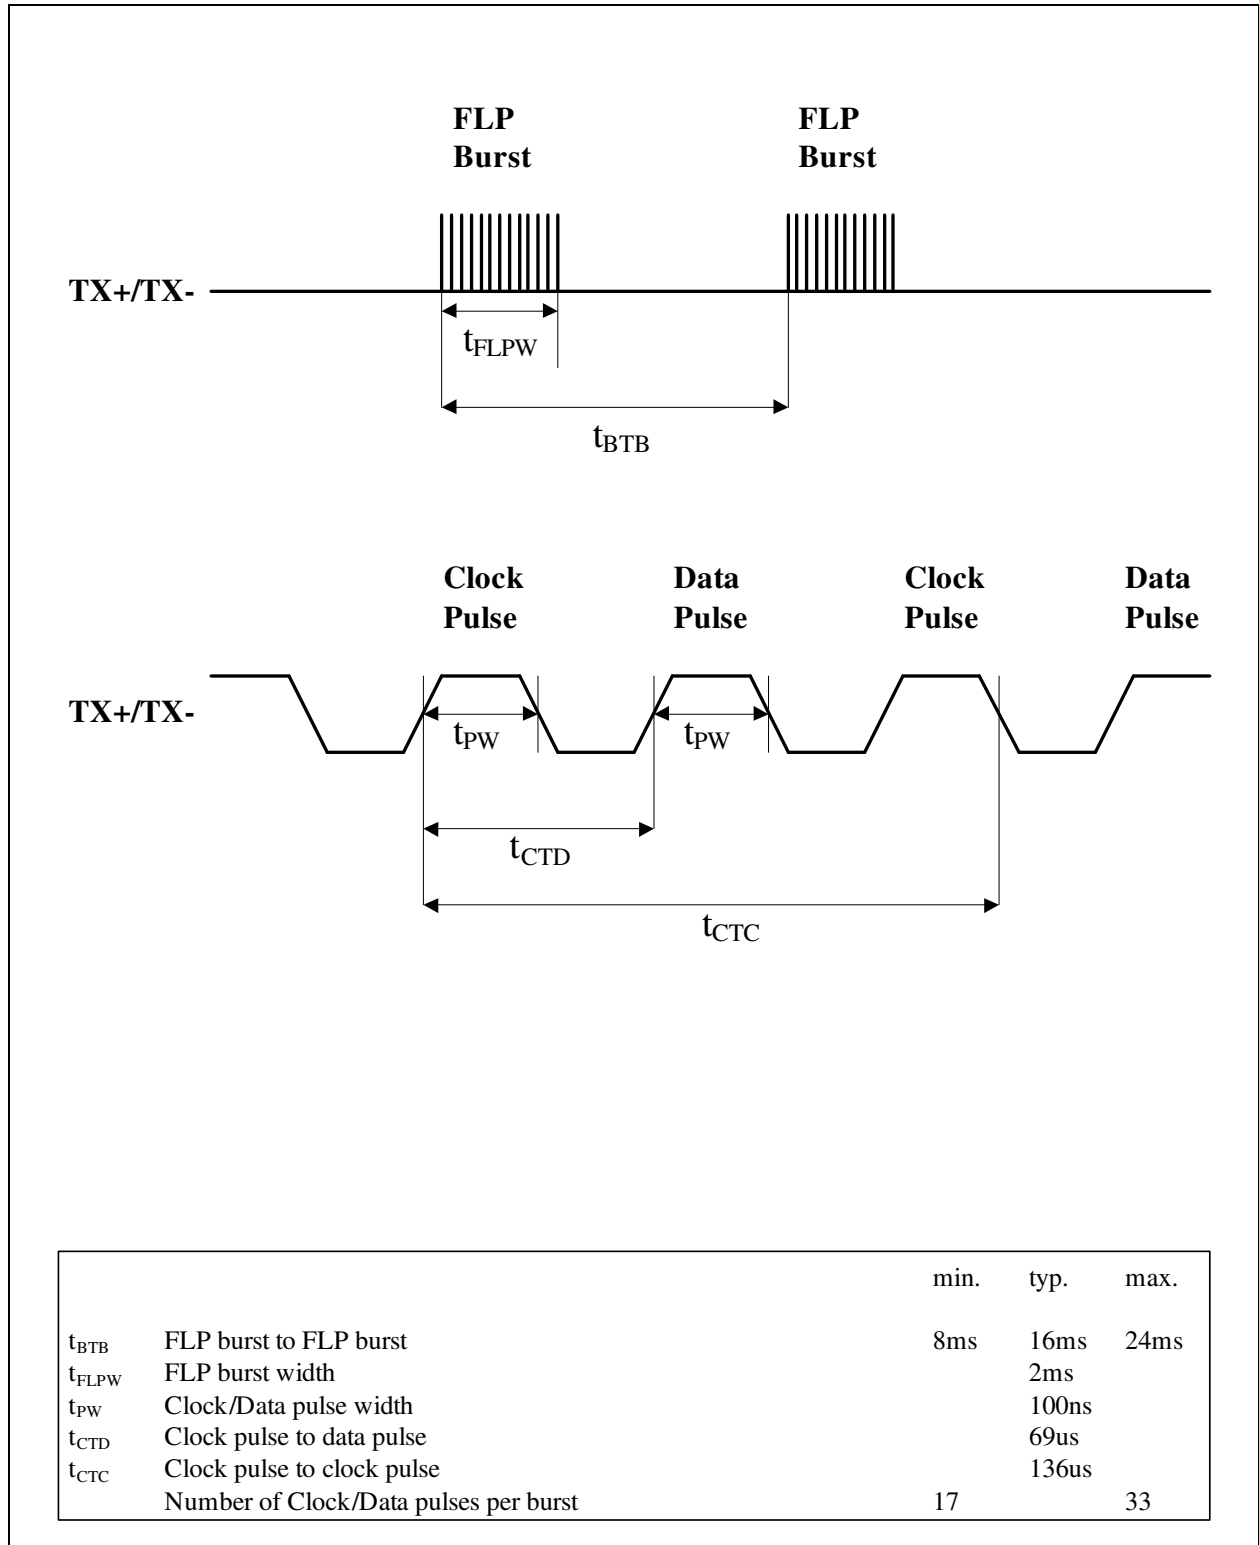 FLP FLP
Burst Burst
TX+/TX-
tFLPW
tBTB
Clock Data Clock Data
Pulse Pulse Pulse Pulse
TX+/TX-
tPW tPW
tCTD
tCTC
min. typ. max.
tBTB FLP burst to FLP burst 8ms 16ms 24ms
tFLPW FLP burst width 2ms
tPW Clock/Data pulse width 100ns
tCTD Clock pulse to data pulse 69us
tCTC Clock pulse to clock pulse 136us
Number of Clock/Data pulses per burst 17 33